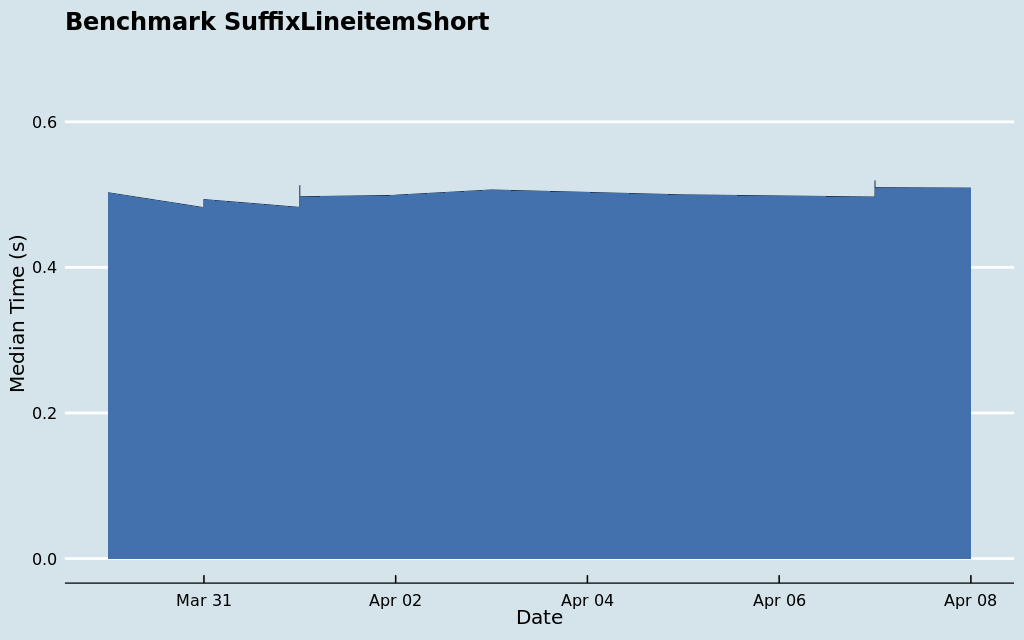 Benchmark SuffixLineitemShort
Median Time (s)
0.6
0.4
0.2
0.0
Mar 31
Apr 02
Apr 04
Apr 06
Apr 08
Date